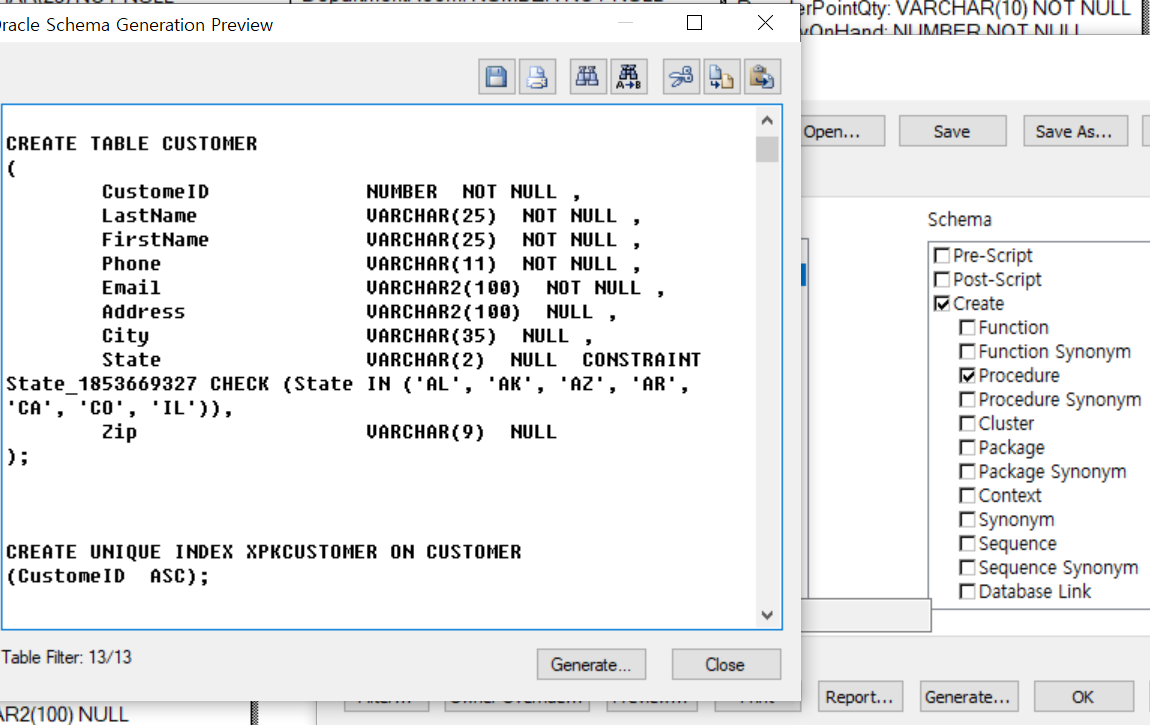 racle Schema Generation Preview
rPointQty: VARCHAR(10) NOT NULL
yOnHand: NUMBER NOT NULL
A→B
CREATE TABLE CUSTOMER
(
CustomeID NUMBER NOT NULL ,
LastName VARCHAR(25) NOT NULL ,
FirstName VARCHAR(25) NOT NULL ,
Phone VARCHAR(11) NOT NULL ,
Email VARCHAR2(100) NOT NULL ,
Address VARCHAR2(100) NULL ,
City VARCHAR(35) NULL ,
State VARCHAR(2) NULL CONSTRAINT
State_1853669327 CHECK (State IN ('AL', 'AK', 'AZ', 'AR',
'CA', 'CO', 'IL')),
Zip VARCHAR(9) NULL
);
CREATE UNIQUE INDEX XPKCUSTOMER ON CUSTOMER
(CustomeID ASC);
Table Filter: 13/13
Generate...
Close
Open...
Save
Save As...
Schema
Pre-Script
Post-Script
Create
Function
Function Synonym
Procedure
Procedure Synonym
Cluster
Package
Package Synonym
Context
Synonym
Sequence
Sequence Synonym
Database Link
AR2(100) NULL
Report...
Generate...
OK